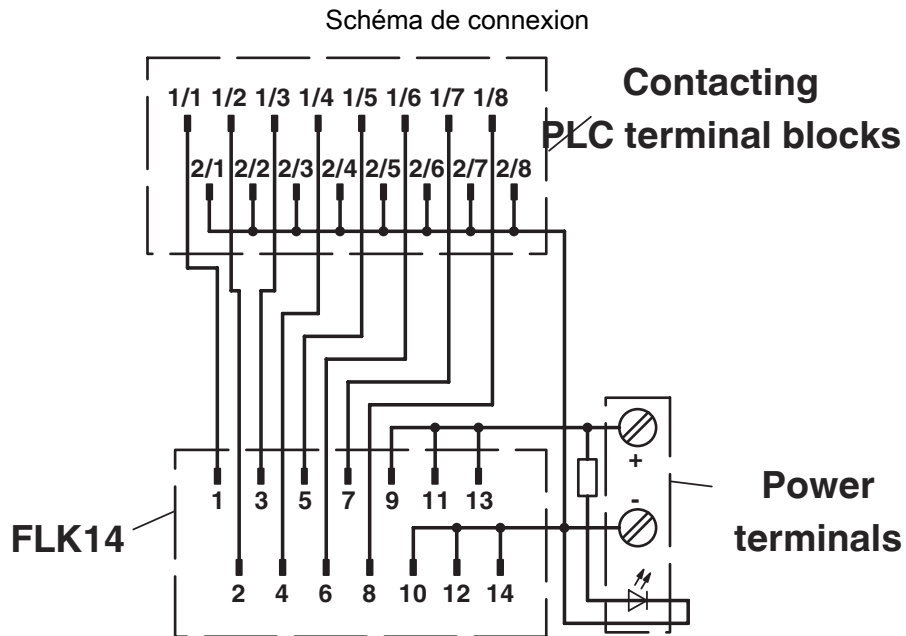 Schéma de connexion
Contacting
PLC terminal blocks
1/1 1/2 1/3 1/4 1/5 1/6 1/7 1/8
2/1 2/2 2/3 2/4 2/5 2/6 2/7 2/8
+
-
1 3 5 7 9 11 13
Power
terminals
FLK14
2 4 6 8 10 12 14